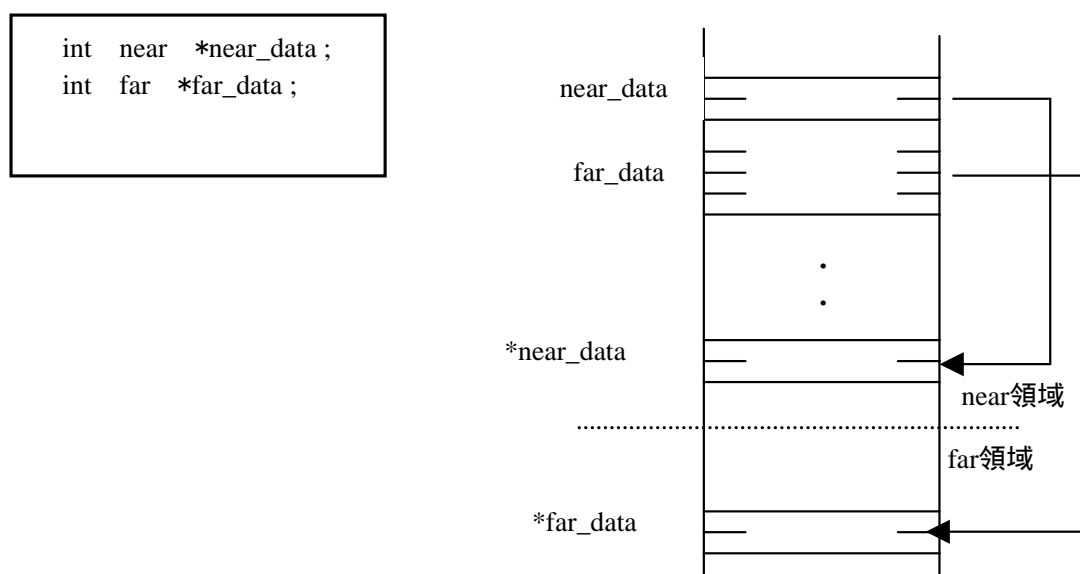 int near *near_data ;
int far *far_data ;
near_data
far_data
*near_data
near領域
far領域
*far_data